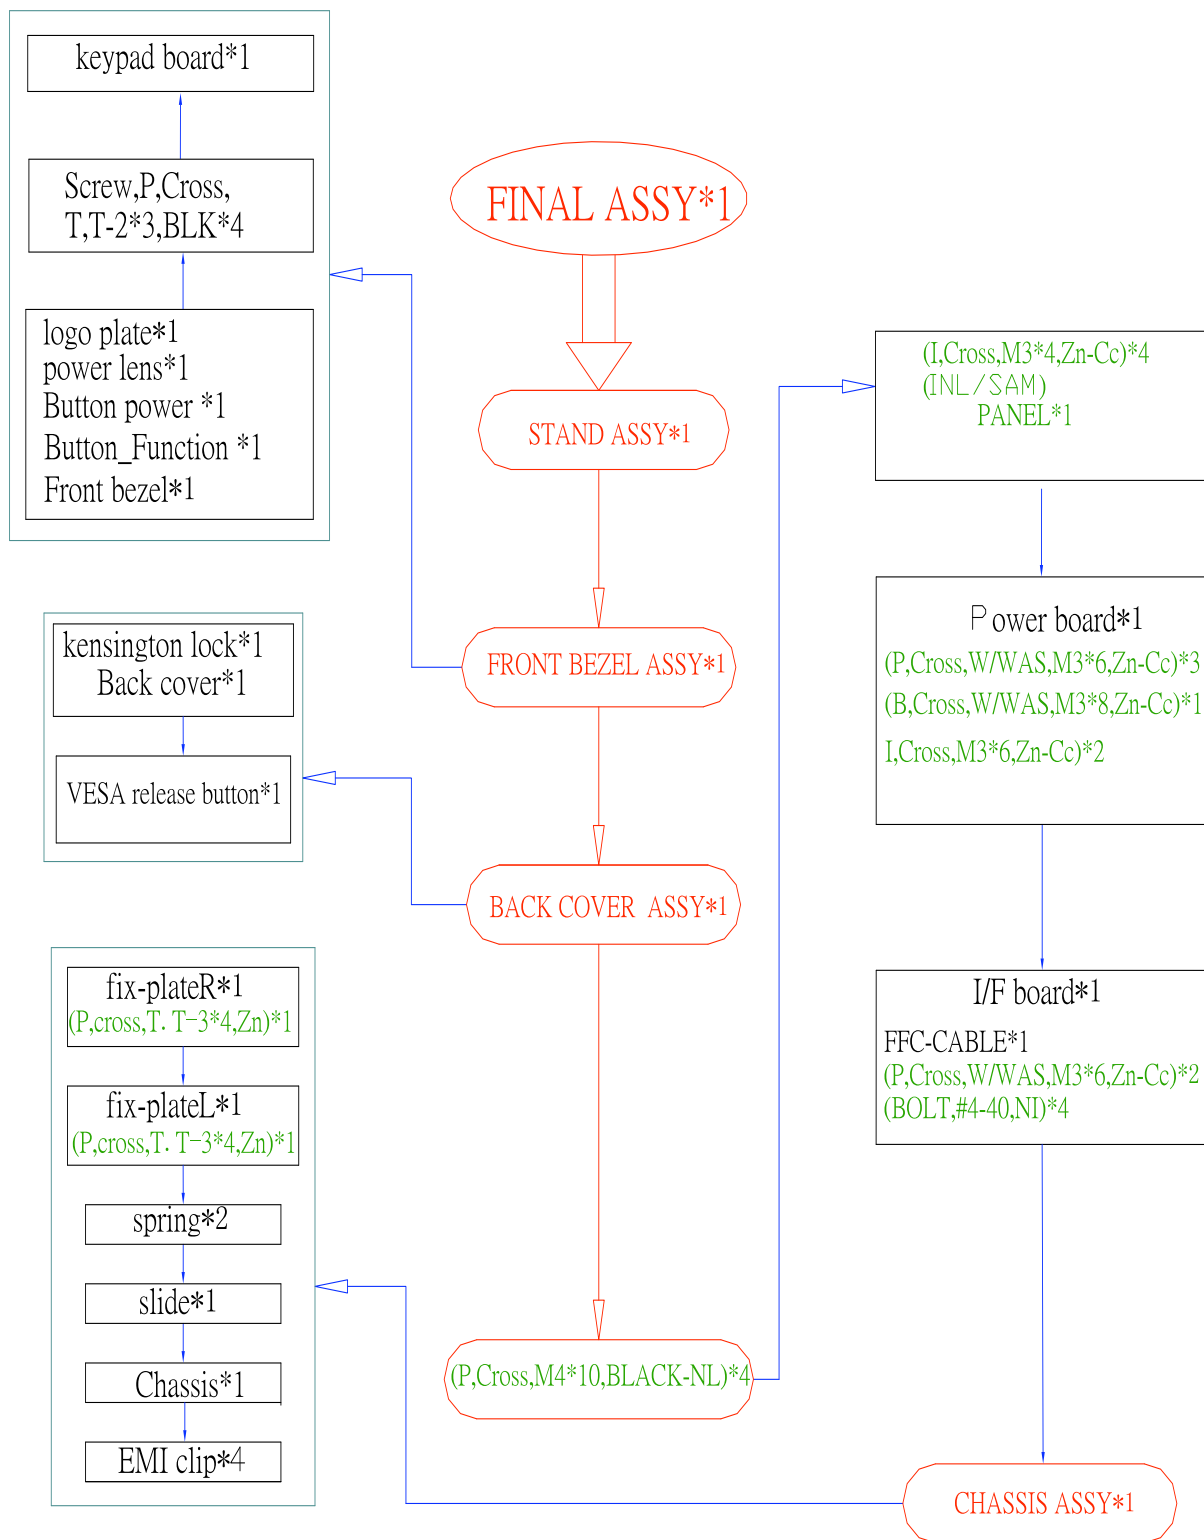 keypad board*1
Screw,P,Cross,
T,T-2*3,BLK*4
logo plate*1
power lens*1
Button power *1
Button_Function *1
Front bezel*1
kensington lock*1
Back cover*1
VESA release button*1
fix-plateR*1
(P,cross,T. T-3*4,Zn)*1
fix-plateL*1
(P,cross,T. T-3*4,Zn)*1
spring*2
slide*1
Chassis*1
EMI clip*4
FINAL ASSY*1
STAND ASSY*1
FRONT BEZEL ASSY*1
BACK COVER ASSY*1
(P,Cross,M4*10,BLACK-NL)*4
(I,Cross,M3*4,Zn-Cc)*4
(INL/SAM)
PANEL*1
Power board*1
(P,Cross,W/WAS,M3*6,Zn-Cc)*3
(B,Cross,W/WAS,M3*8,Zn-Cc)*1
I,Cross,M3*6,Zn-Cc)*2
I/F board*1
FFC-CABLE*1
(P,Cross,W/WAS,M3*6,Zn-Cc)*2
(BOLT,#4-40,NI)*4
CHASSIS ASSY*1